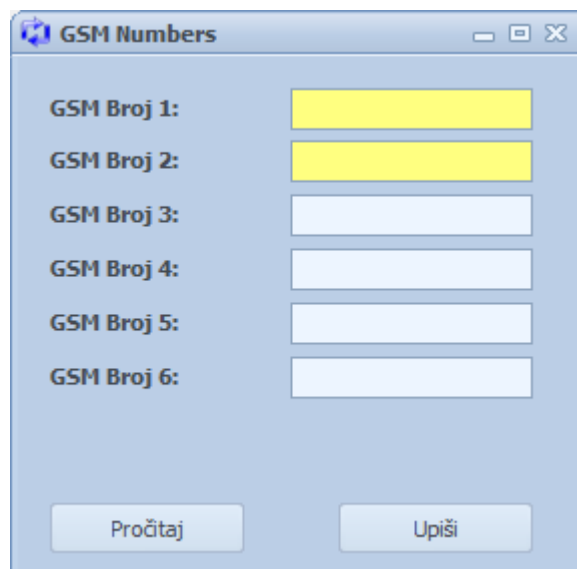 GSM Numbers
GSM Broj 1:
GSM Broj 2:
GSM Broj 3:
GSM Broj 4:
GSM Broj 5:
GSM Broj 6:
Pročitaj Upiši